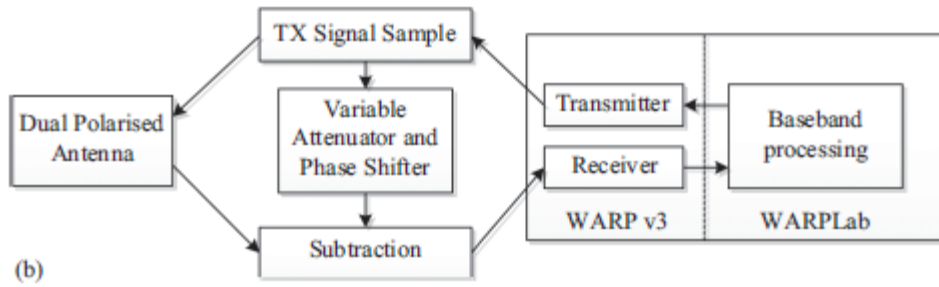 TX Signal Sample
Dual Polarised
Antenna
Variable
Attenuator and
Phase Shifter
Subtraction
Transmitter
Receiver
WARP v3
Baseband
processing
WARPLab
(b)